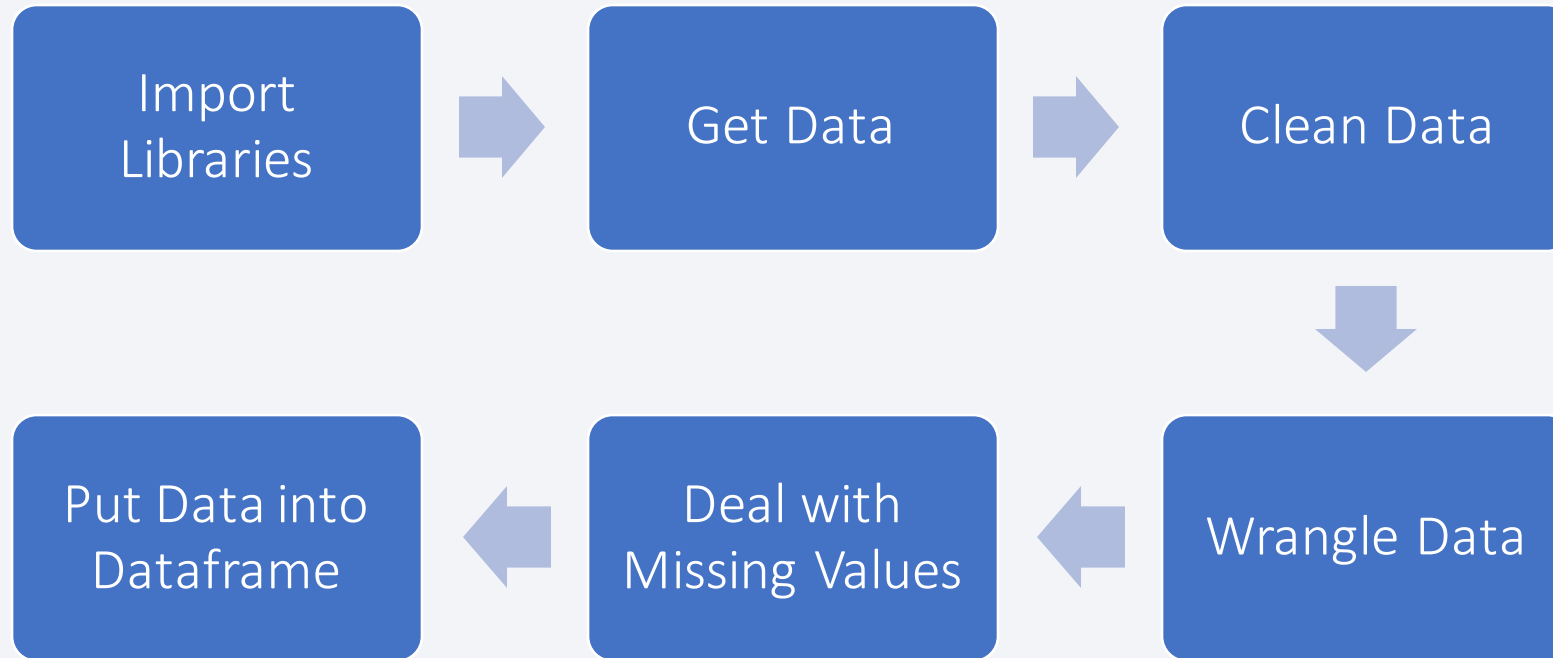 Import
Libraries
Get Data
Clean Data
Wrangle Data
Deal with
Missing Values
Put Data into
Dataframe